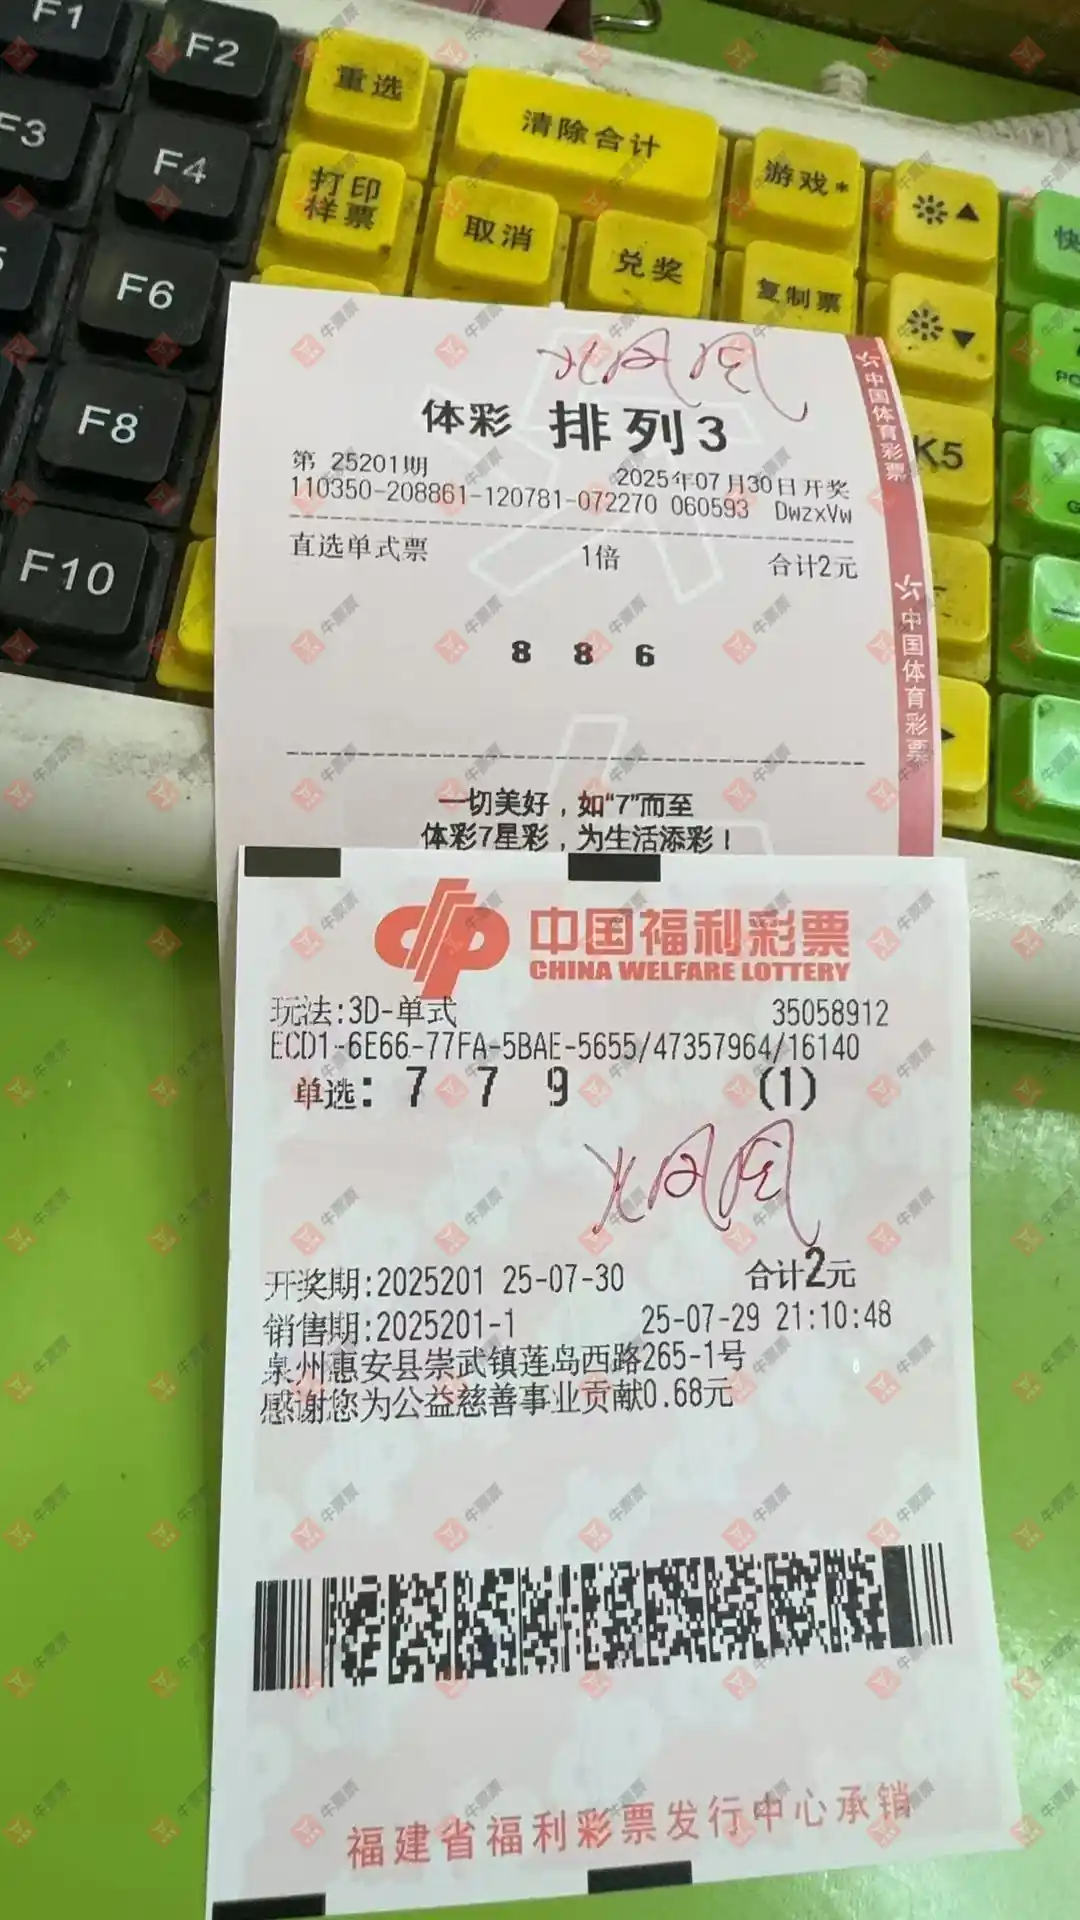 F1
F2
F3
F4
F6
F8
F10
重选
清除合计
打印样票
取消
兑奖
游戏*
复制票
K5
体彩 排列3
第 25201期 2025年07月30日开奖
110350-208861-120781-072270 060593 DwzxVw
直选单式票 1倍 合计2元
8 8 6
一切美好，如“7”而至
体彩7星彩，为生活添彩！
中国体育彩票
中国体育彩票
中国福利彩票
CHINA WELFARE LOTTERY
玩法:3D-单式 35058912
ECD1-6E66-77FA-5BAE-5655/47357964/16140
单选: 7 7 9 (1)
开奖期:2025201 25-07-30 合计2元
销售期:2025201-1 25-07-29 21:10:48
泉州惠安县崇武镇莲岛西路265-1号
感谢您为公益慈善事业贡献0.68元
福建省福利彩票发行中心承销
牛票票